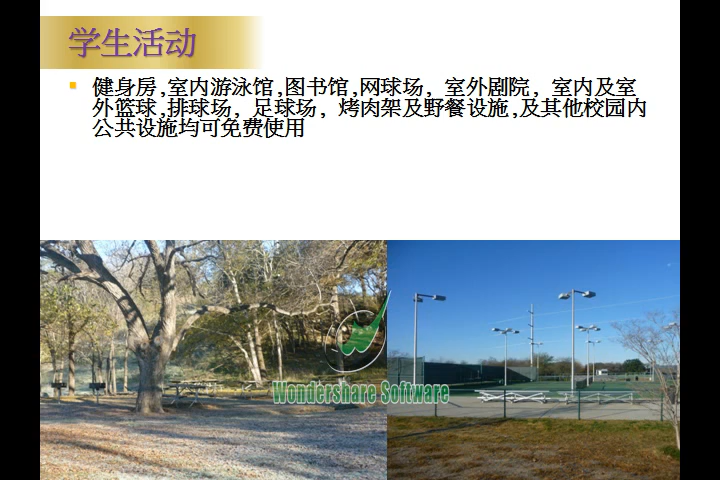 学生活动
健身房,室内游泳馆,图书馆,网球场, 室外剧院, 室内及室
外篮球,排球场, 足球场, 烤肉架及野餐设施,及其他校园内
公共设施均可免费使用
Wondershare Software